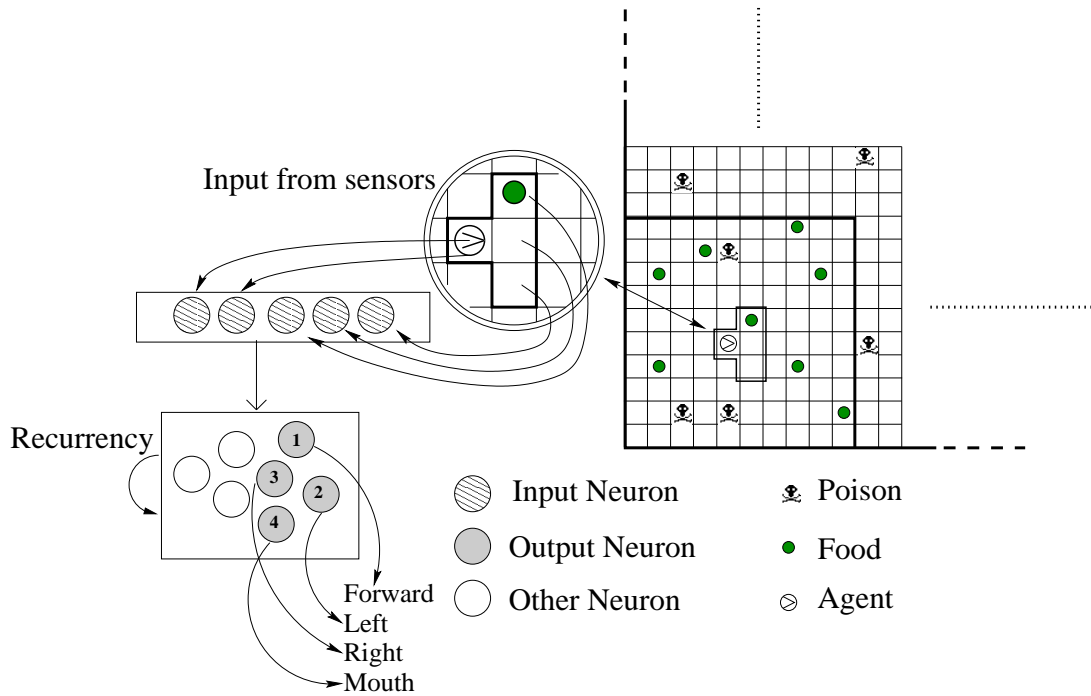 Input from sensors
Recurrency
1
3
2
4
Input Neuron
Output Neuron
Other Neuron
Poison
Food
Agent
Forward
Left
Right
Mouth